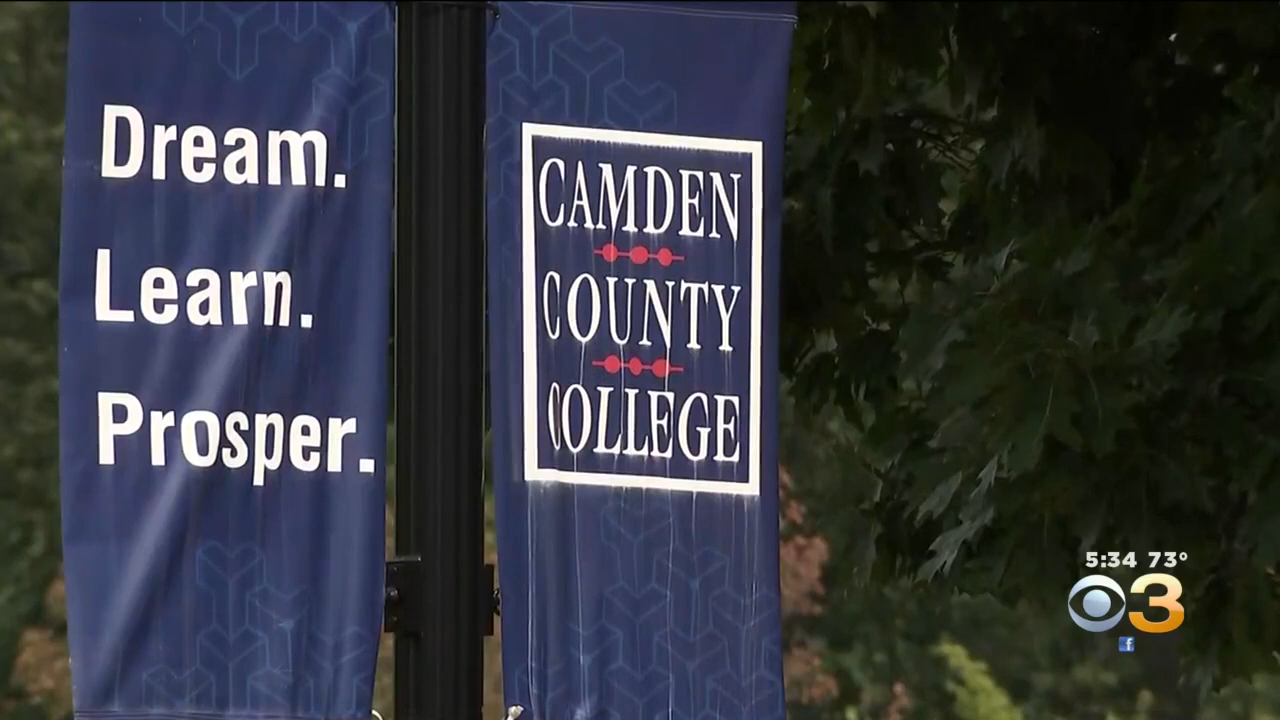 Dream.
Learn.
Prosper.
CAMDEN
COUNTY
COLLEGE
5:34 73°
3
f